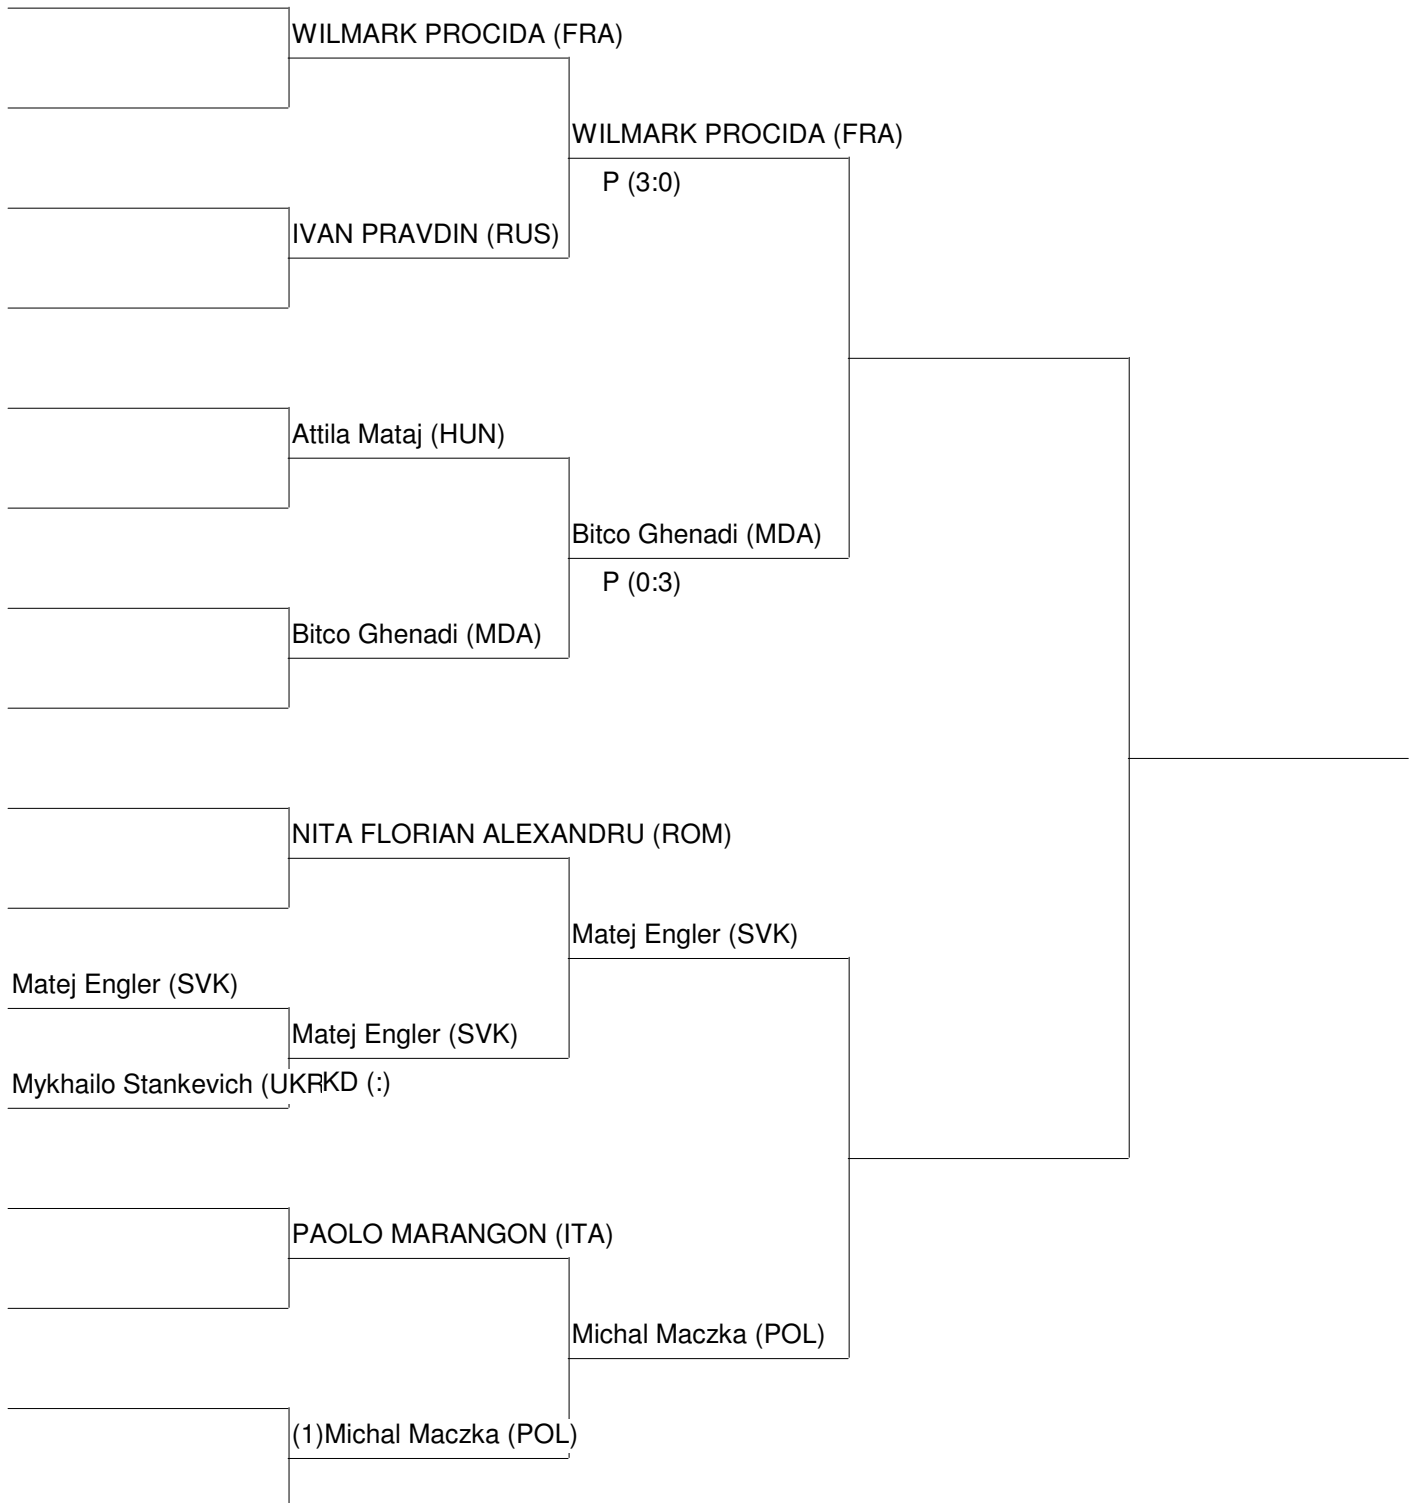 WILMARK PROCIDA (FRA)
WILMARK PROCIDA (FRA)
P (3:0)
IVAN PRAVDIN (RUS)
Attila Mataj (HUN)
Bitco Ghenadi (MDA)
P (0:3)
Bitco Ghenadi (MDA)
NITA FLORIAN ALEXANDRU (ROM)
Matej Engler (SVK)
Matej Engler (SVK)
Matej Engler (SVK)
Mykhailo Stankevich (UKR
KD (:)
PAOLO MARANGON (ITA)
Michal Maczka (POL)
(1)Michal Maczka (POL)